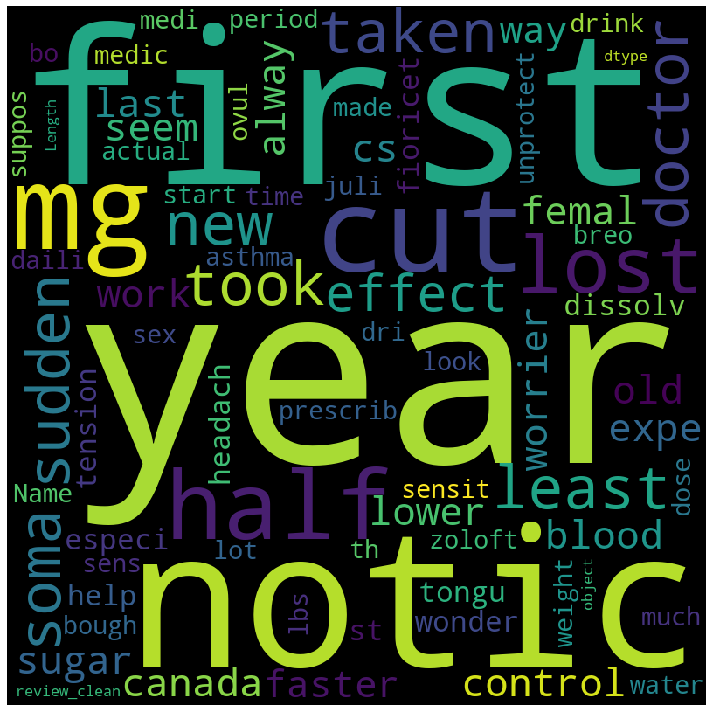 medi
period
taken
way
drink
bo
medic
first
dtype
suppos
Length
last
seem
actual
ovul
alway
made
cs
fioricet
unprotect
doctor
mg
start
time
juli
new
cut
femal
breo
lost
daili
asthma
work
took
effect
dissolv
sudden
year
sex
dri
look
worrier
old
tension
headach
prescrib
expe
half
sensit
least
dose
Name
lower
soma
especi
sens
lot
th
zoloft
blood
notic
help
bough
lbs
st
tongu
wonder
weight
object
much
sugar
review_clean
canada
faster
control
water